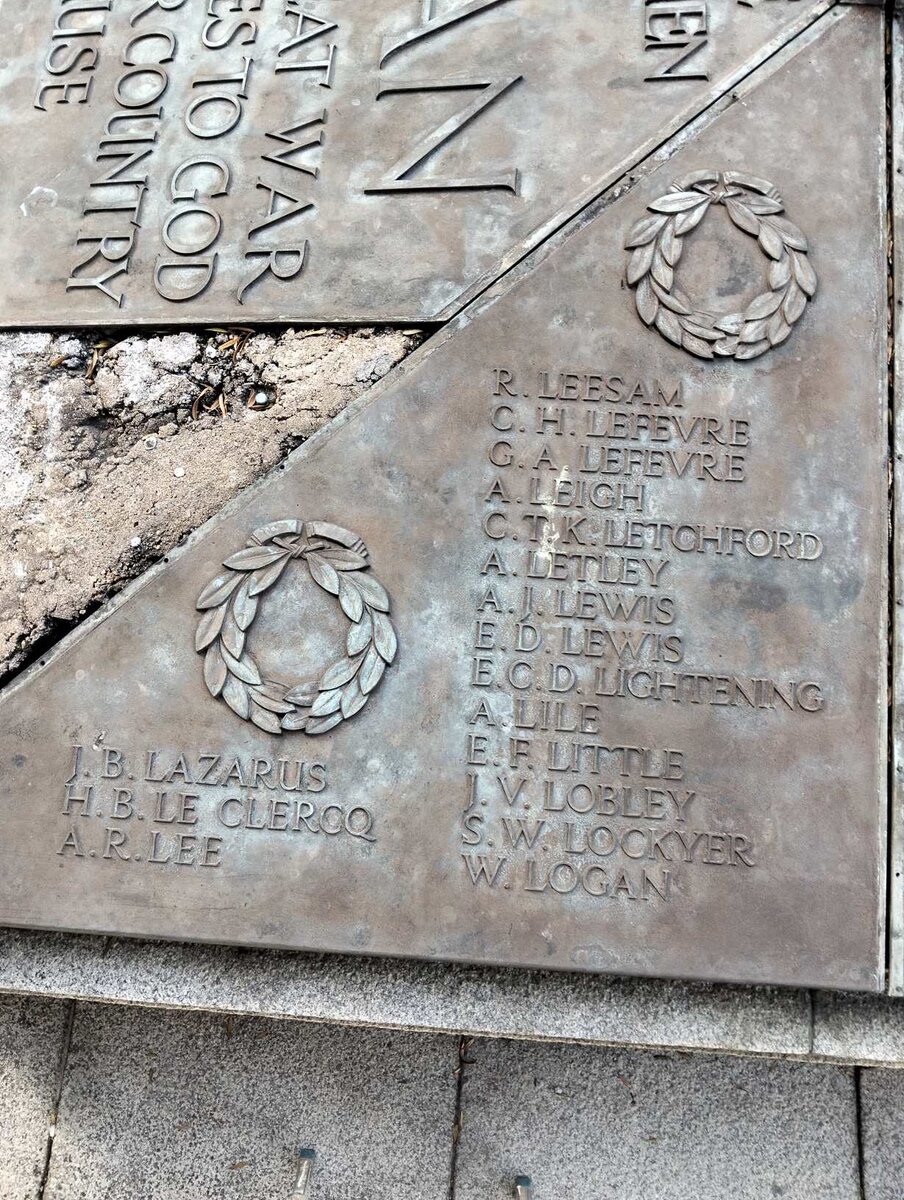 AN
AT WAR
ES TO GOD
R COUNTRY
USE
EN
J. B. LAZARUS
H. B. LE CLERCQ
A. R. LEE
R. LEESAM
C. H. LEFEVRE
G. A. LEFEVRE
A. LEIGH
C. T. K. LETCHFORD
A. LETLEY
A. J. LEWIS
E. D. LEWIS
E. C. D. LIGHTENING
A. LILE
E. F. LITTLE
J. V. LOBLEY
S. W. LOCKYER
W. LOGAN